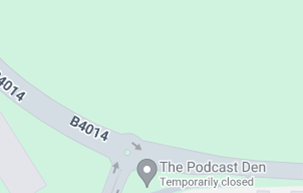 4014
B4014
The Podcast Den
Temporarily closed